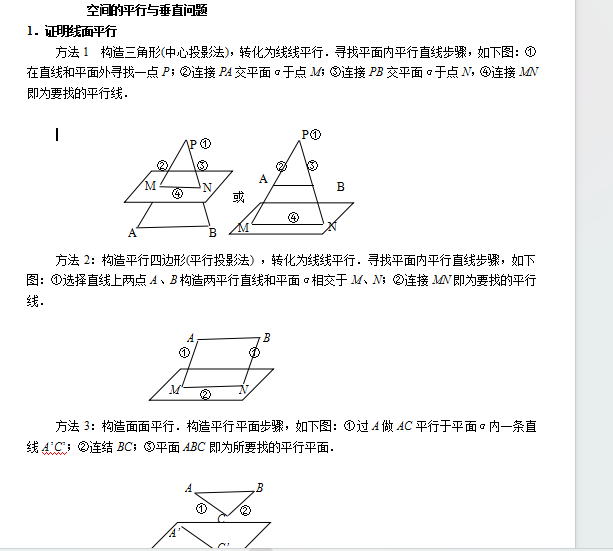 空间的平行与垂直问题
1．证明线面平行
方法 1 构造三角形(中心投影法)，转化为线线平行．寻找平面内平行直线步骤，如下图：①
在直线和平面外寻找一点 P；②连接 PA 交平面 α 于点 M；③连接 PB 交平面 α 于点 N，④连接 MN
即为要找的平行线．
P①
② ③
M ④ N
A B
或
P①
② ③
A B
④
M N
方法 2：构造平行四边形(平行投影法)，转化为线线平行．寻找平面内平行直线步骤，如下
图：①选择直线上两点 A、B 构造两平行直线和平面 α 相交于 M、N；②连接 MN 即为要找的平行
线．
A B
① ①
M ② N
方法 3：构造面面平行．构造平行平面步骤，如下图：①过 A 做 AC 平行于平面 α 内一条直
线 A’C’；②连结 BC；③平面 ABC 即为所要找的平行平面．
A B
① C ②
A’
C’